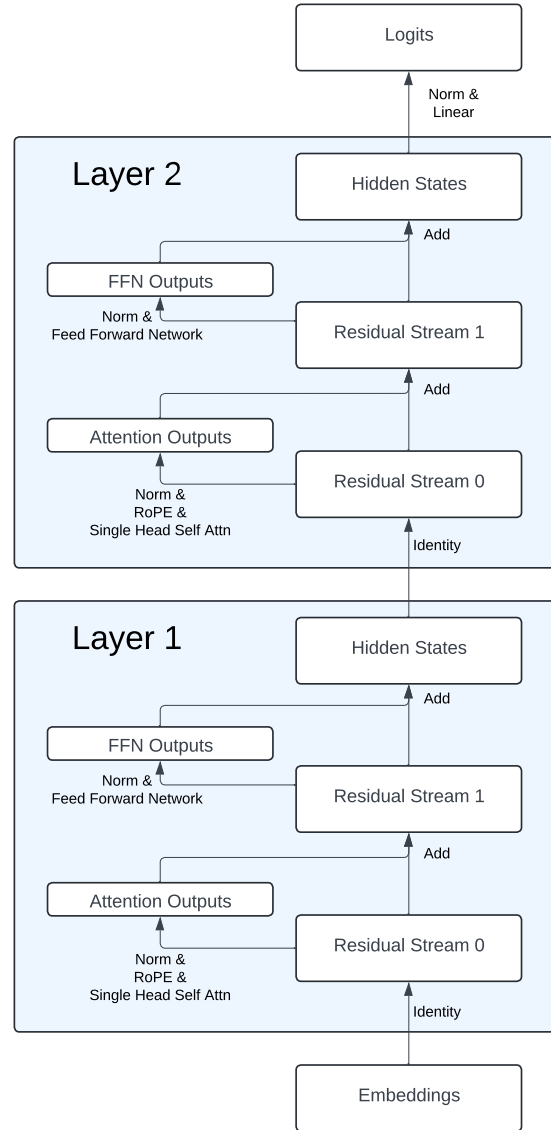 Logits
Norm &
Linear
Layer 2
Hidden States
Add
FFN Outputs
Norm &
Feed Forward Network
Residual Stream 1
Add
Attention Outputs
Residual Stream 0
Norm &
RoPE &
Single Head Self Attn
Identity
Layer 1
Hidden States
Add
FFN Outputs
Norm &
Feed Forward Network
Residual Stream 1
Add
Attention Outputs
Residual Stream 0
Norm &
RoPE &
Single Head Self Attn
Identity
Embeddings